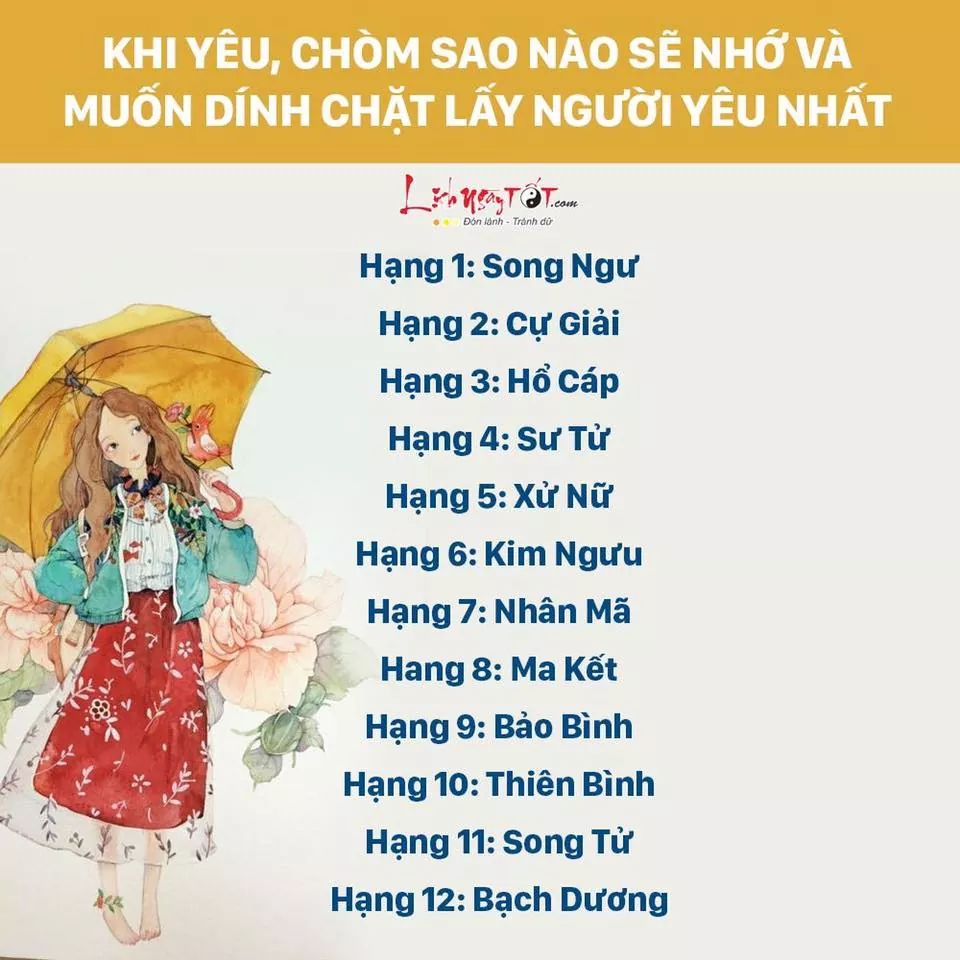 KHI YÊU, CHÒM SAO NÀO SẼ NHỚ VÀ
MUỐN DÍNH CHẶT LẤY NGƯỜI YÊU NHẤT
LịchNgàyTỐT.com
Đón lành - Tránh dữ
Hạng 1: Song Ngư
Hạng 2: Cự Giải
Hạng 3: Hổ Cáp
Hạng 4: Sư Tử
Hạng 5: Xử Nữ
Hạng 6: Kim Ngưu
Hạng 7: Nhân Mã
Hang 8: Ma Kết
Hạng 9: Bảo Bình
Hạng 10: Thiên Bình
Hạng 11: Song Tử
Hạng 12: Bạch Dương